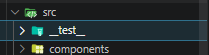 src
__test__
components